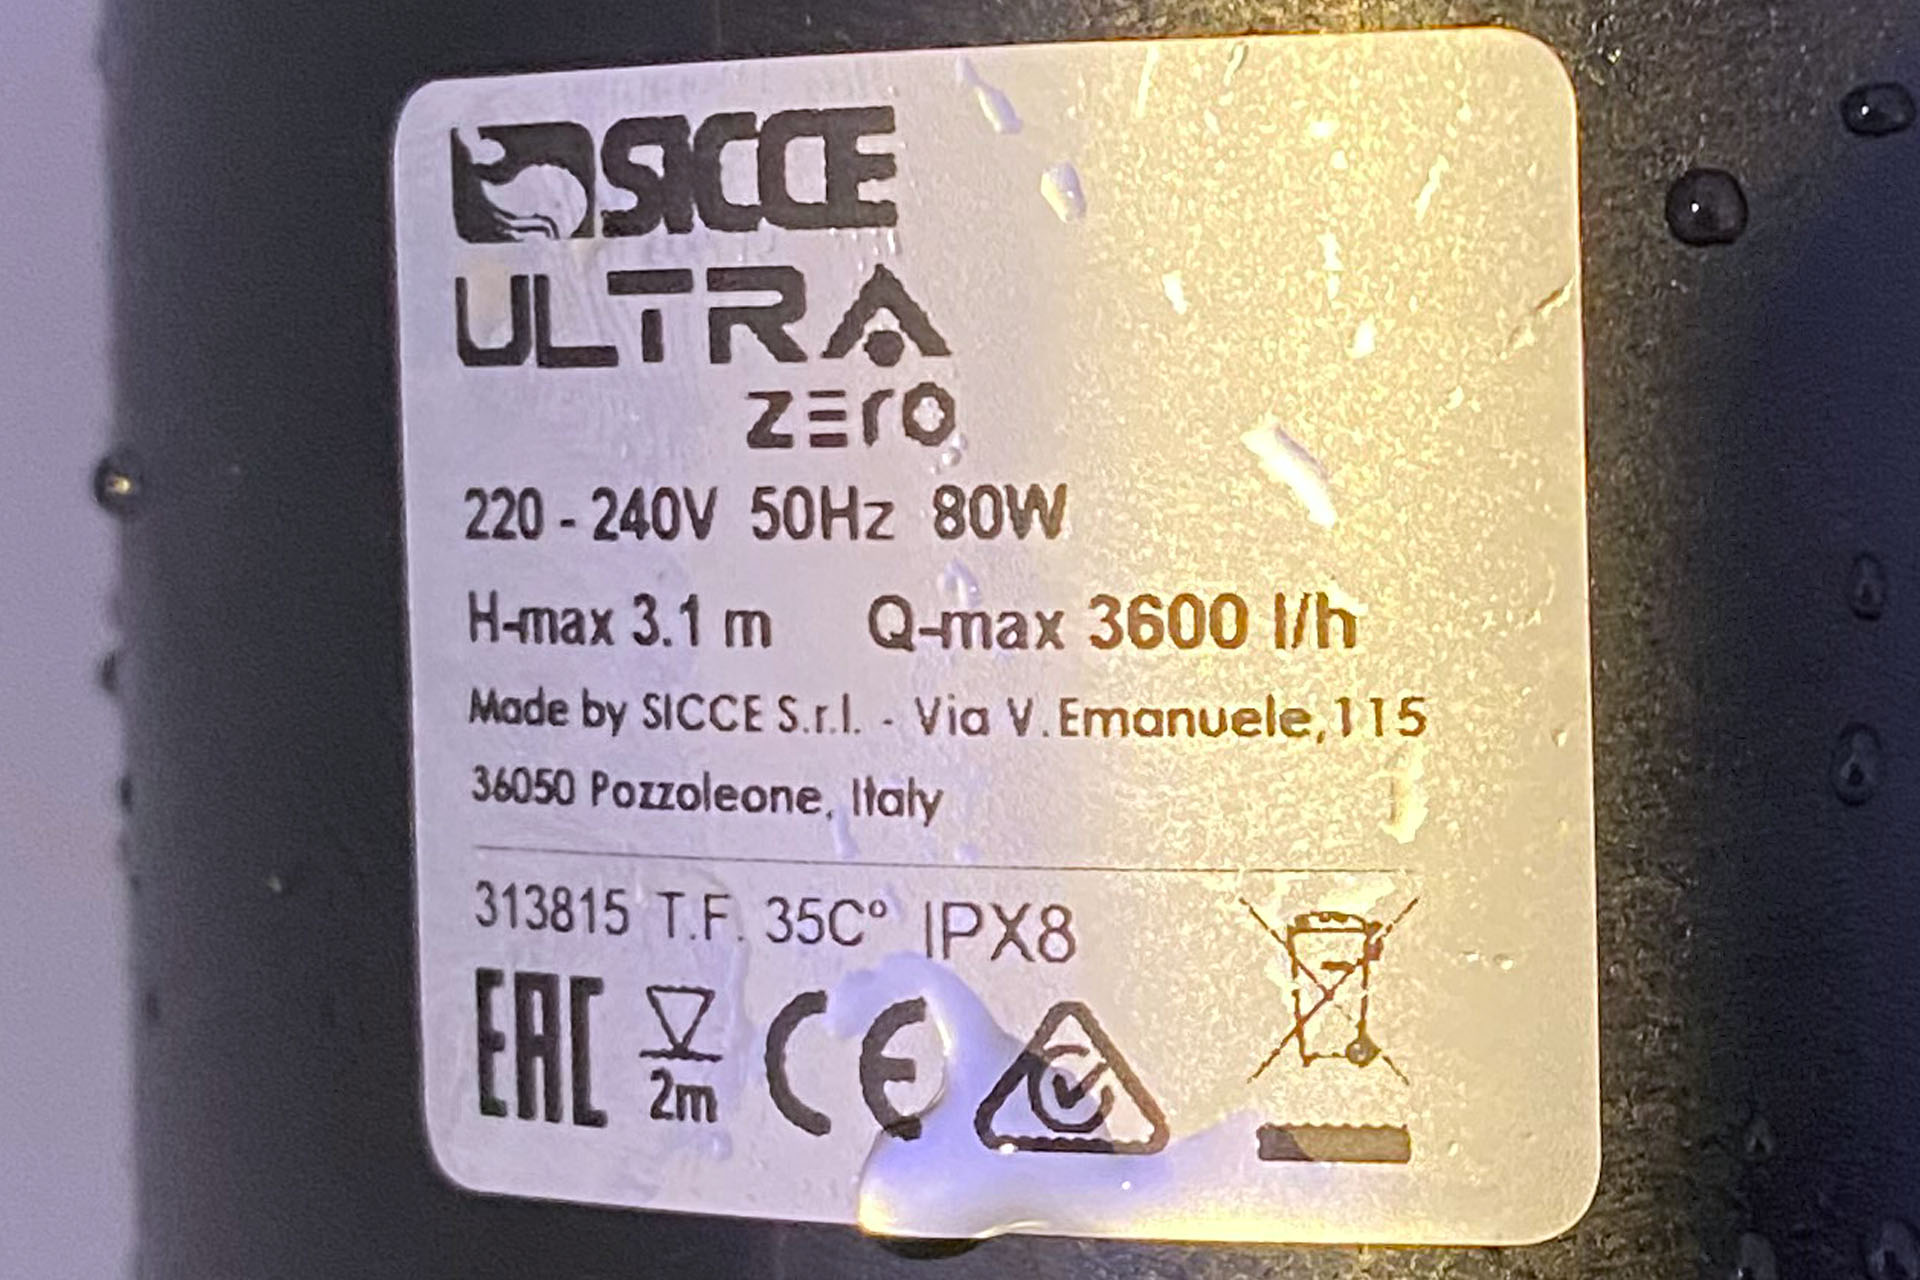 SICCE
ULTRA
zero
220 - 240V 50Hz 80W
H-max 3.1 m Q-max 3600 l/h
Made by SICCE S.r.l. - Via V. Emanuele, 115
36050 Pozzoleone, Italy
313815 T.F. 35C° IPX8
EAC 2m CE